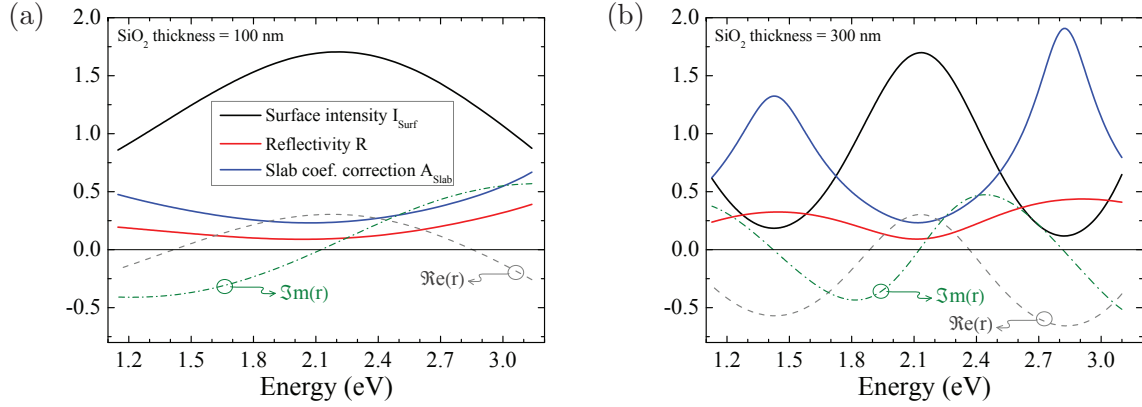 (a)
SiO₂ thickness = 100 nm
2.0
1.5
1.0
0.5
0.0
-0.5
Surface intensity I_Surf
Reflectivity R
Slab coef. correction A_Slab
ℜe(r)
ℑm(r)
1.2 1.5 1.8 2.1 2.4 2.7 3.0
Energy (eV)
(b)
SiO₂ thickness = 300 nm
2.0
1.5
1.0
0.5
0.0
-0.5
ℑm(r)
ℜe(r)
1.2 1.5 1.8 2.1 2.4 2.7 3.0
Energy (eV)